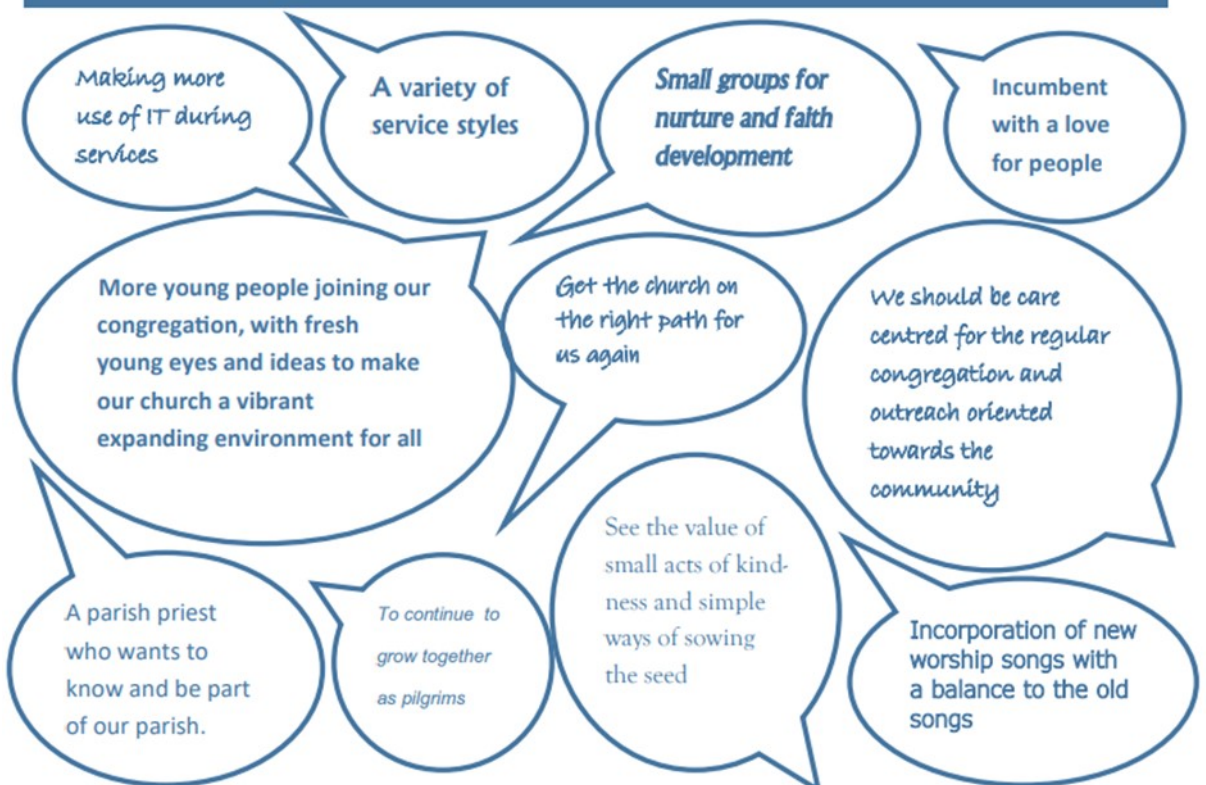 Making more
use of IT during
services
A variety of
service styles
Small groups for
nurture and faith
development
Incumbent
with a love
for people
More young people joining our
congregation, with fresh
young eyes and ideas to make
our church a vibrant
expanding environment for all
Get the church on
the right path for
us again
We should be care
centred for the regular
congregation and
outreach oriented
towards the
community
A parish priest
who wants to
know and be part
of our parish.
To continue to
grow together
as pilgrims
See the value of
small acts of kind-
ness and simple
ways of sowing
the seed
Incorporation of new
worship songs with
a balance to the old
songs